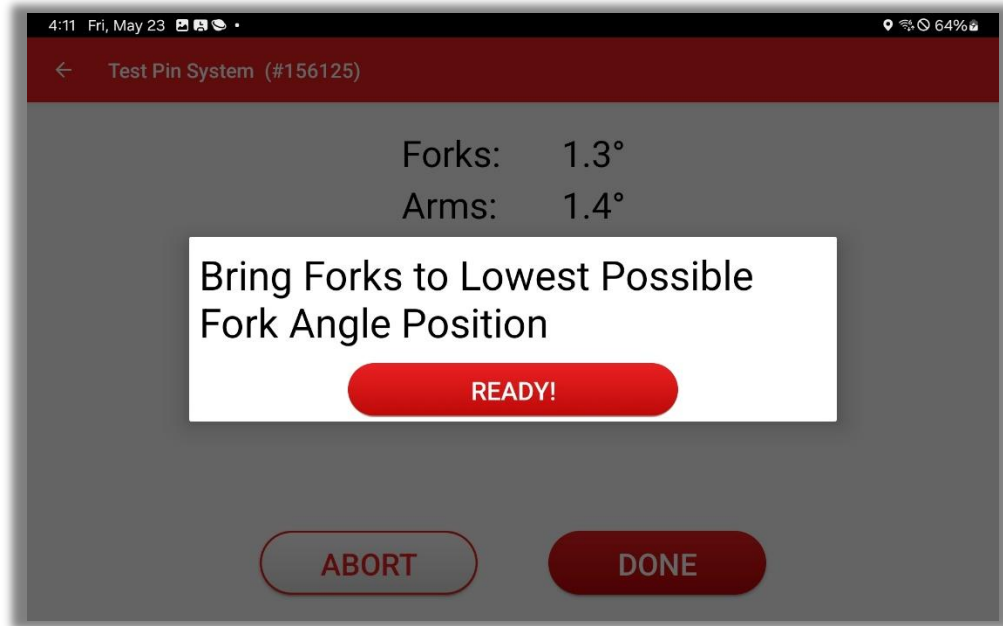 4:11 Fri, May 23
64%
Test Pin System (#156125)
Forks: 1.3°
Arms: 1.4°
Bring Forks to Lowest Possible
Fork Angle Position
READY!
ABORT DONE